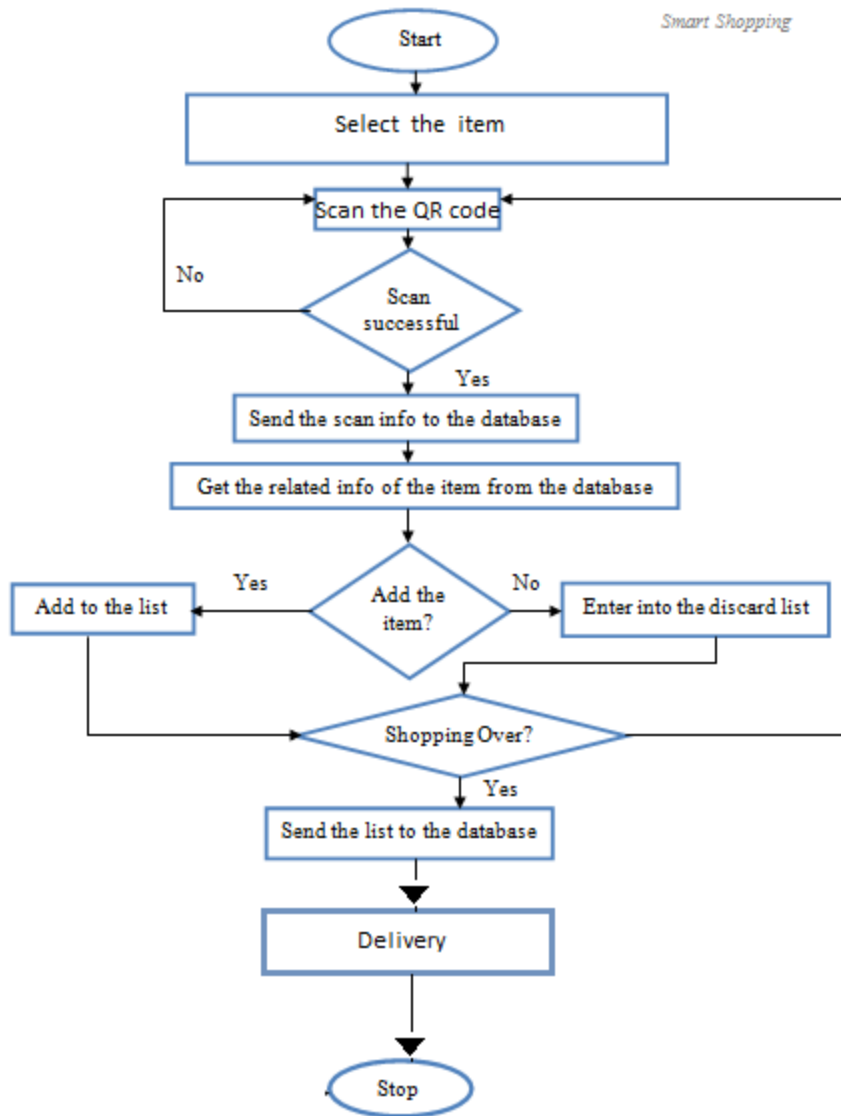 Smart Shopping
Start
Select the item
Scan the QR code
No
Scan
successful
Yes
Send the scan info to the database
Get the related info of the item from the database
Yes
No
Add to the list
Add the
item?
Enter into the discard list
Shopping Over?
Yes
Send the list to the database
Delivery
Stop